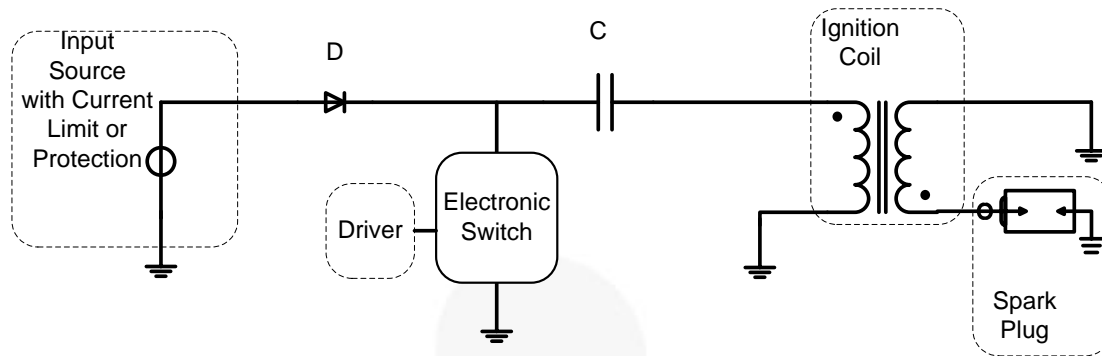 Input
Source
with Current
Limit or
Protection
D
C
Ignition
Coil
Driver
Electronic
Switch
Spark
Plug